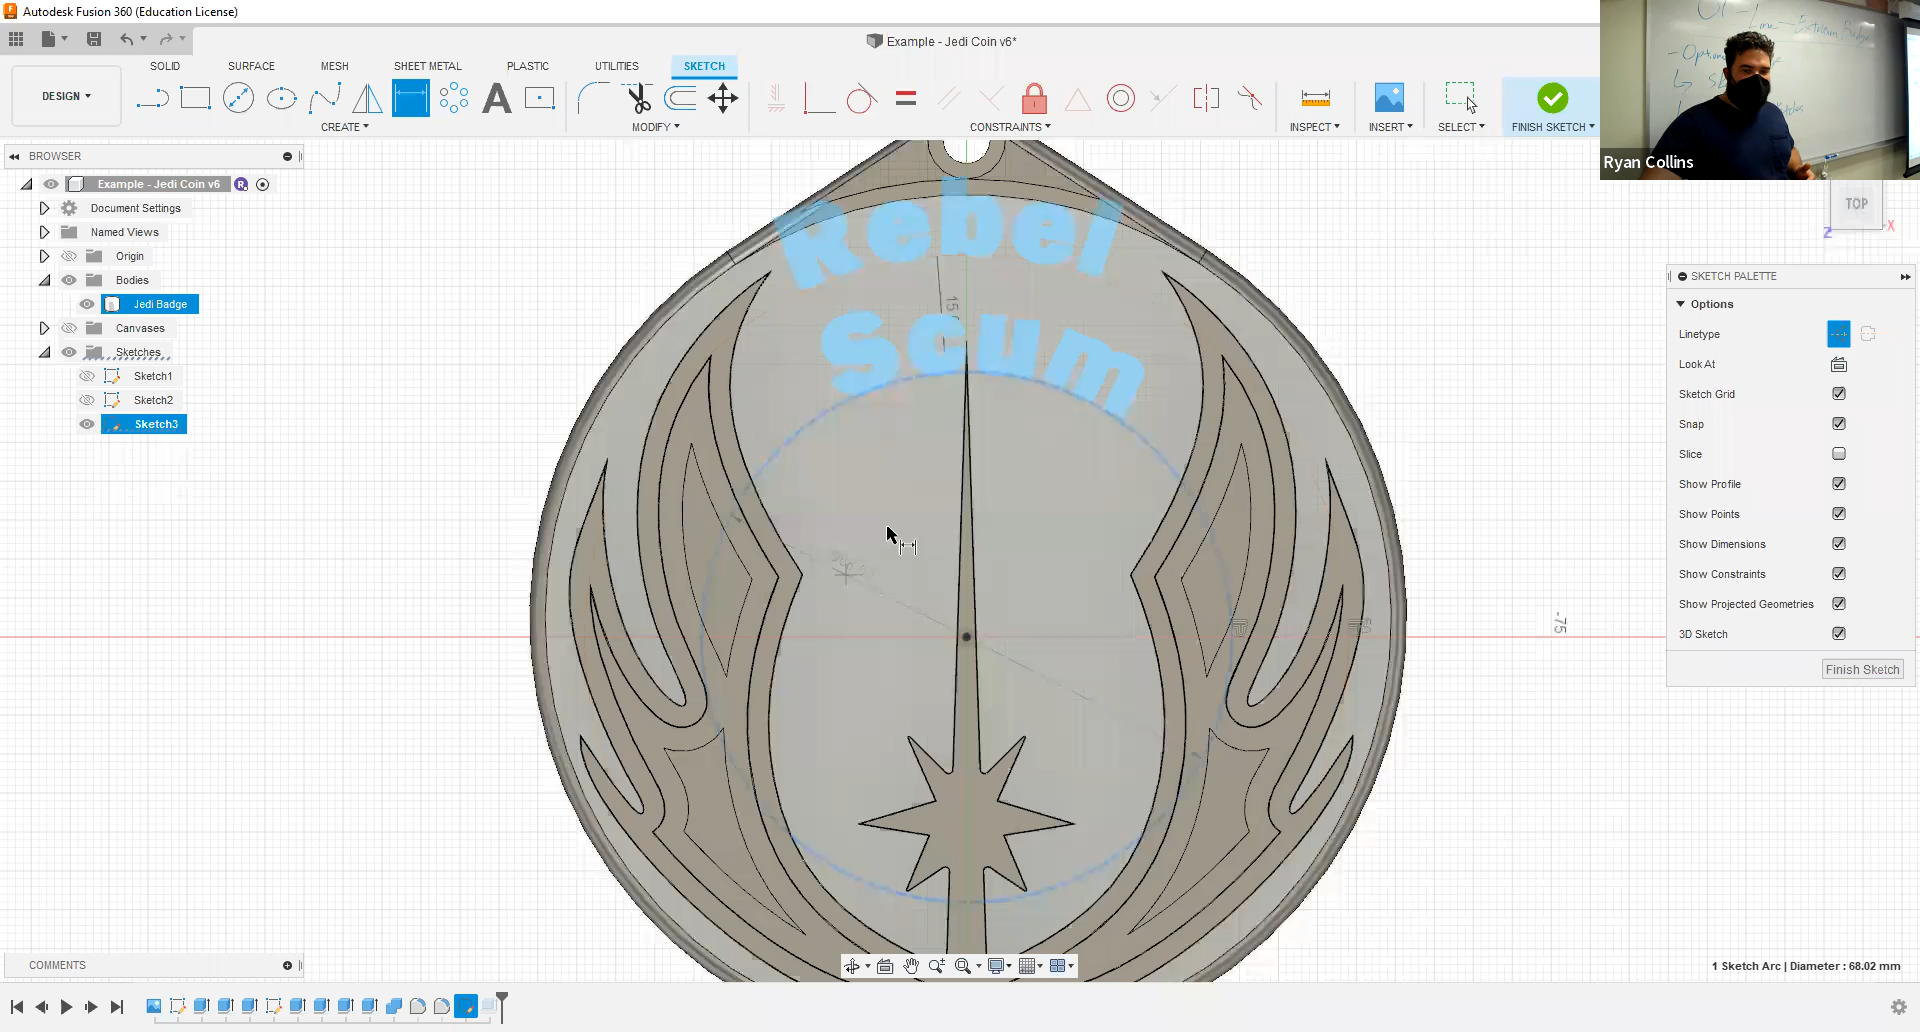 Autodesk Fusion 360 (Education License)
Example - Jedi Coin v6*
SOLID SURFACE MESH SHEET METAL PLASTIC UTILITIES SKETCH
DESIGN
CREATE MODIFY CONSTRAINTS INSPECT INSERT SELECT FINISH SKETCH
Ryan Collins
BROWSER
Example - Jedi Coin v6
Document Settings
Named Views
Origin
Bodies
Jedi Badge
Canvases
Sketches
Sketch1
Sketch2
Sketch3
Rebel
Scum
15
-75
TOP
X
Z
SKETCH PALETTE
Options
Linetype
Look At
Sketch Grid
Snap
Slice
Show Profile
Show Points
Show Dimensions
Show Constraints
Show Projected Geometries
3D Sketch
Finish Sketch
COMMENTS
1 Sketch Arc | Diameter : 68.02 mm